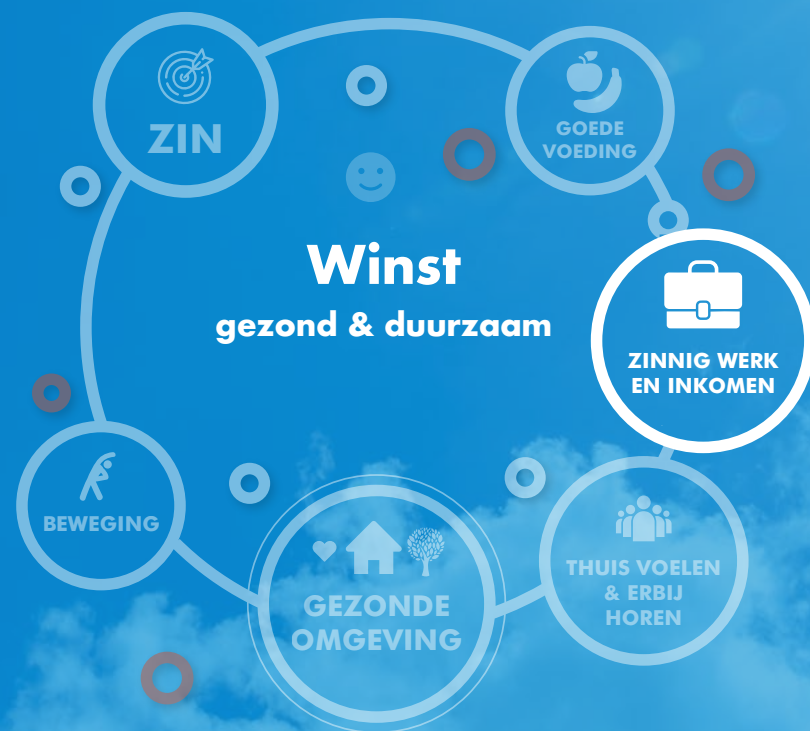 ZIN
GOEDE
VOEDING
Winst
gezond & duurzaam
ZINNIG WERK
EN INKOMEN
BEWEGING
THUIS VOELEN
& ERBIJ
HOREN
GEZONDE
OMGEVING